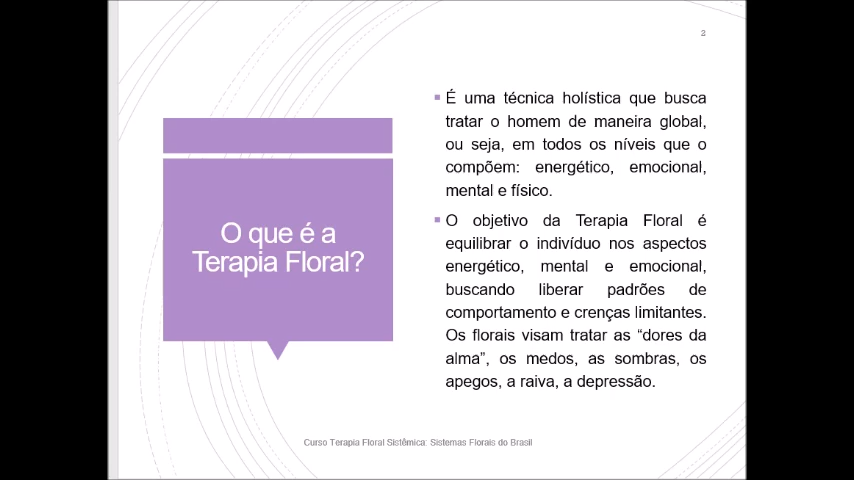 2
O que é a
Terapia Floral?
É uma técnica holística que busca
tratar o homem de maneira global,
ou seja, em todos os níveis que o
compõem: energético, emocional,
mental e físico.
O objetivo da Terapia Floral é
equilibrar o indivíduo nos aspectos
energético, mental e emocional,
buscando liberar padrões de
comportamento e crenças limitantes.
Os florais visam tratar as “dores da
alma”, os medos, as sombras, os
apegos, a raiva, a depressão.
Curso Terapia Floral Sistêmica: Sistemas Florais do Brasil